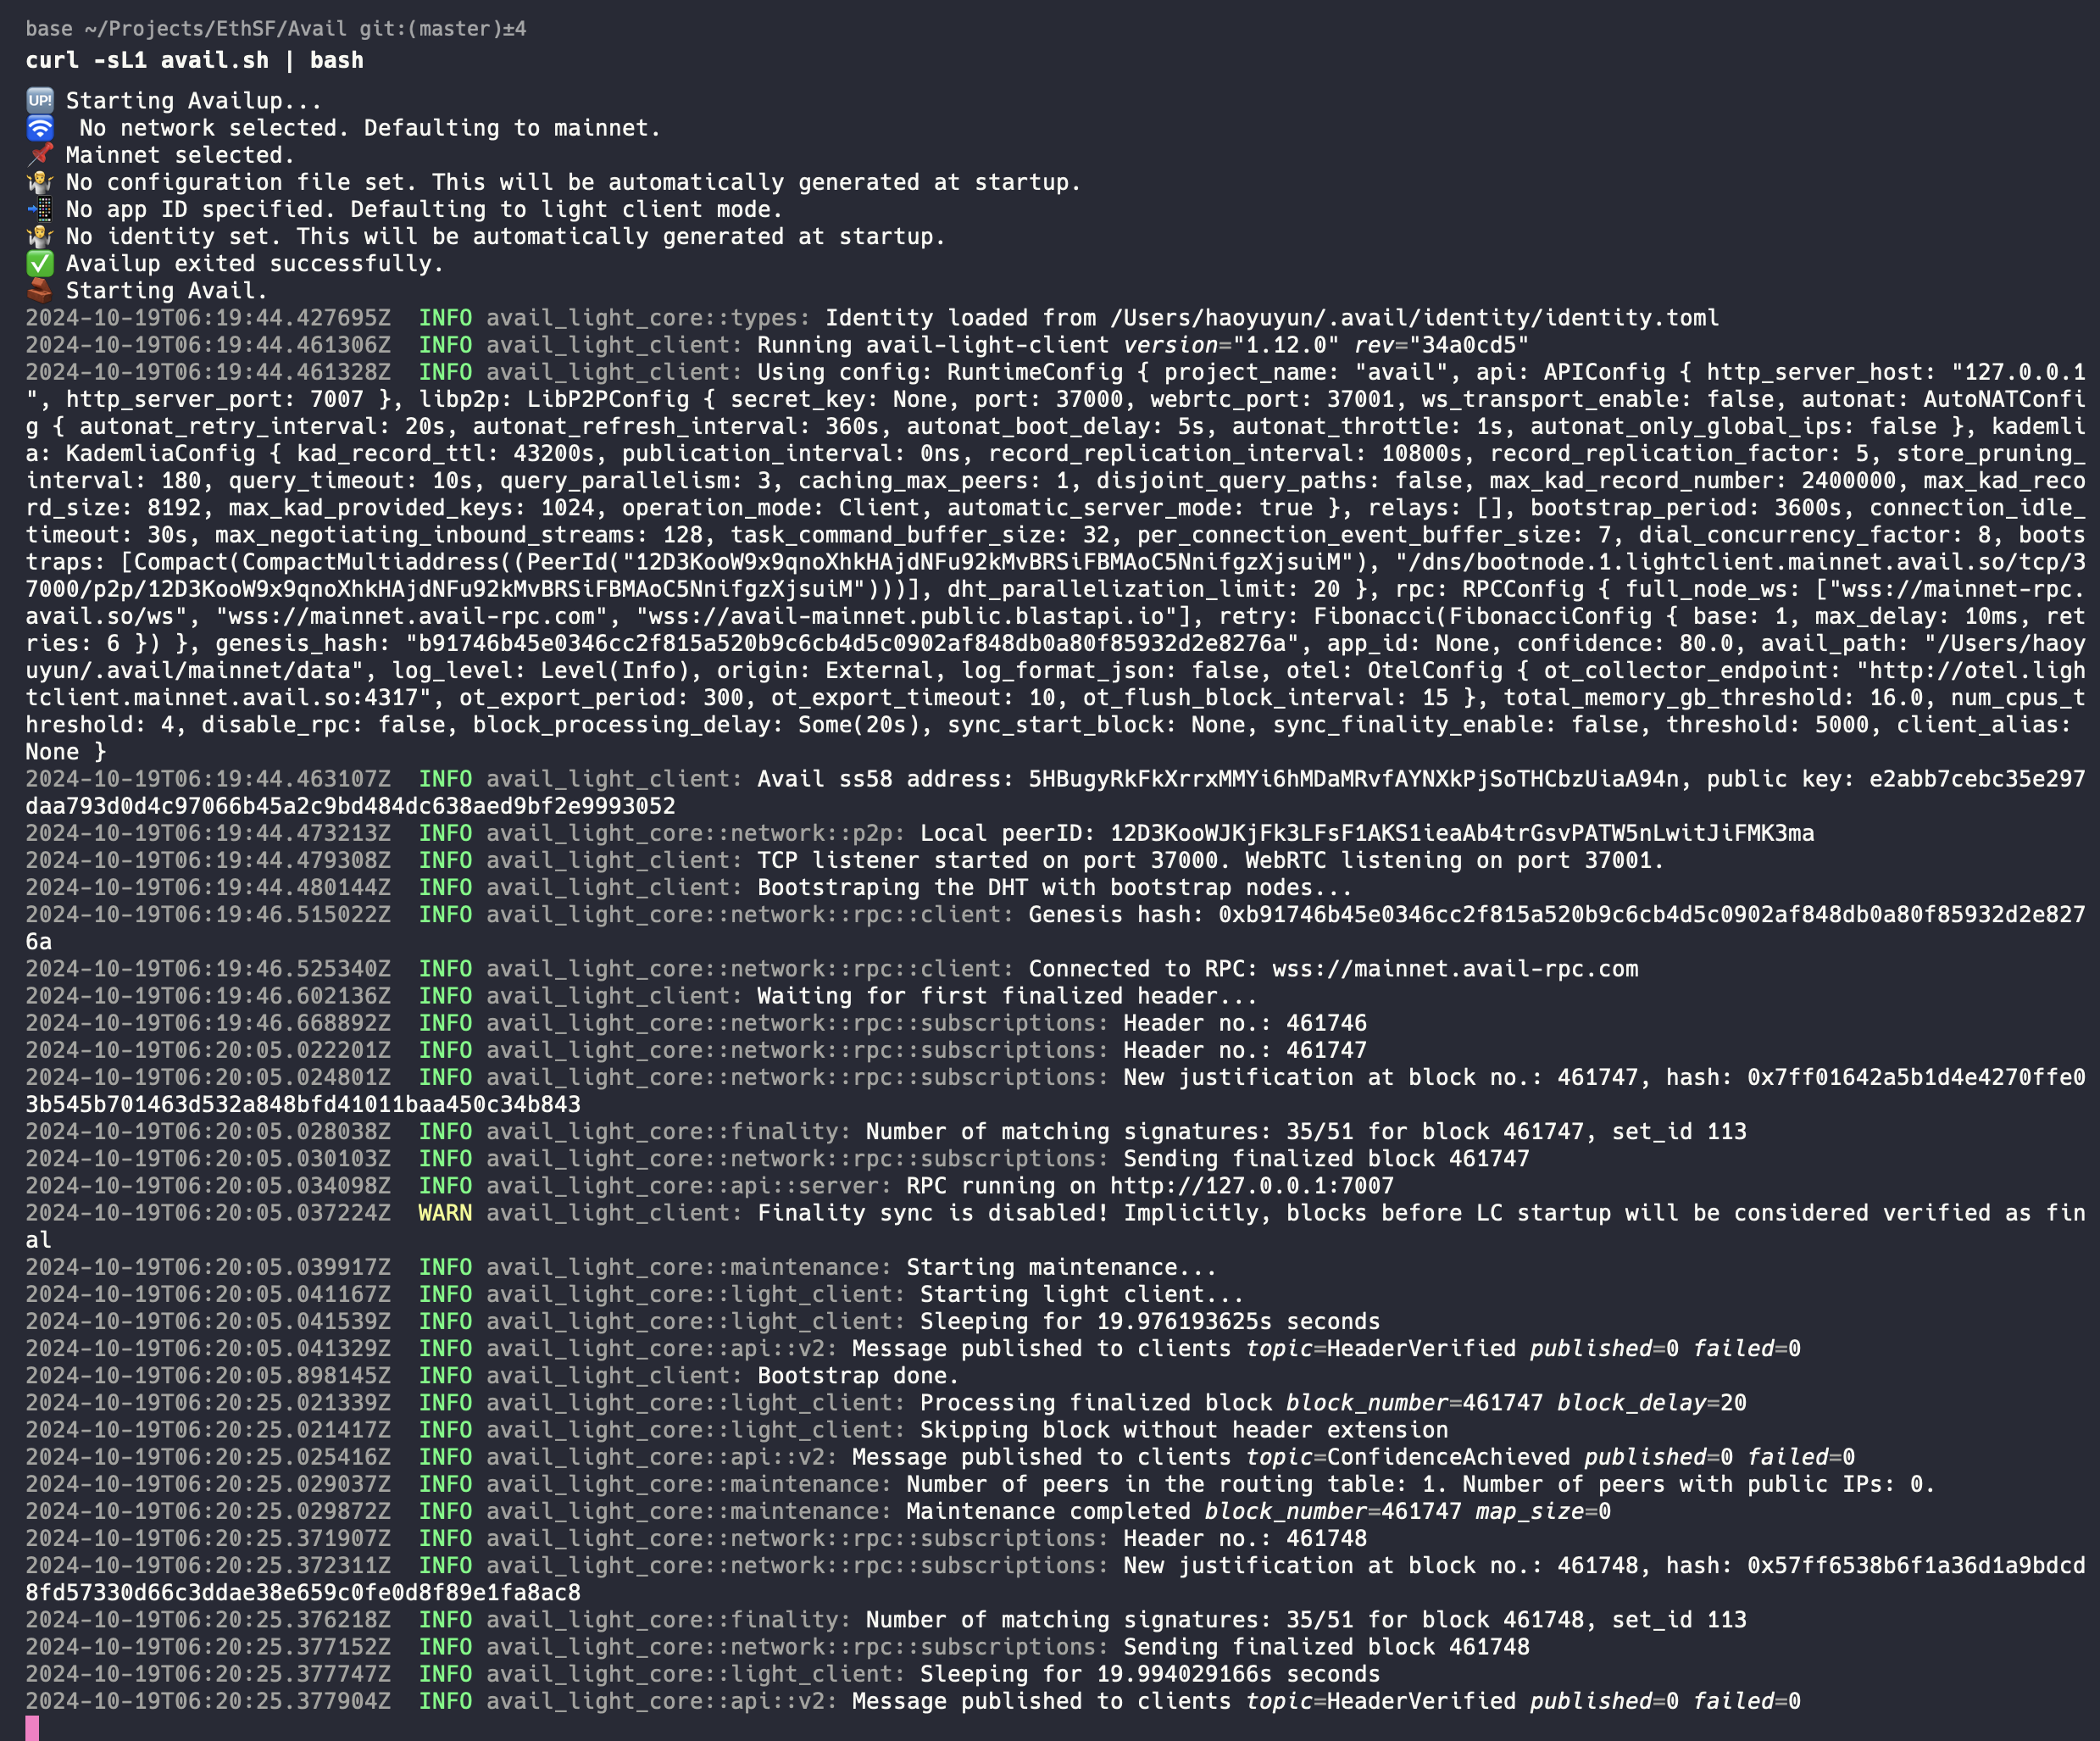 base ~/Projects/EthSF/Avail git:(master)±4
curl -sL1 avail.sh | bash
🆙 Starting Availup...
🛜  No network selected. Defaulting to mainnet.
📌 Mainnet selected.
🤷 No configuration file set. This will be automatically generated at startup.
📲 No app ID specified. Defaulting to light client mode.
🤷 No identity set. This will be automatically generated at startup.
✅ Availup exited successfully.
🧱 Starting Avail.
2024-10-19T06:19:44.427695Z  INFO avail_light_core::types: Identity loaded from /Users/haoyuyun/.avail/identity/identity.toml
2024-10-19T06:19:44.461306Z  INFO avail_light_client: Running avail-light-client version="1.12.0" rev="34a0cd5"
2024-10-19T06:19:44.461328Z  INFO avail_light_client: Using config: RuntimeConfig { project_name: "avail", api: APIConfig { http_server_host: "127.0.0.1
", http_server_port: 7007 }, libp2p: LibP2PConfig { secret_key: None, port: 37000, webrtc_port: 37001, ws_transport_enable: false, autonat: AutoNATConfi
g { autonat_retry_interval: 20s, autonat_refresh_interval: 360s, autonat_boot_delay: 5s, autonat_throttle: 1s, autonat_only_global_ips: false }, kademli
a: KademliaConfig { kad_record_ttl: 43200s, publication_interval: 0ns, record_replication_interval: 10800s, record_replication_factor: 5, store_pruning_
interval: 180, query_timeout: 10s, query_parallelism: 3, caching_max_peers: 1, disjoint_query_paths: false, max_kad_record_number: 2400000, max_kad_reco
rd_size: 8192, max_kad_provided_keys: 1024, operation_mode: Client, automatic_server_mode: true }, relays: [], bootstrap_period: 3600s, connection_idle_
timeout: 30s, max_negotiating_inbound_streams: 128, task_command_buffer_size: 32, per_connection_event_buffer_size: 7, dial_concurrency_factor: 8, boots
traps: [Compact(CompactMultiaddress((PeerId("12D3KooW9x9qnoXhkHAjdNFu92kMvBRSiFBMAoC5NnifgzXjsuiM"), "/dns/bootnode.1.lightclient.mainnet.avail.so/tcp/3
7000/p2p/12D3KooW9x9qnoXhkHAjdNFu92kMvBRSiFBMAoC5NnifgzXjsuiM")))], dht_parallelization_limit: 20 }, rpc: RPCConfig { full_node_ws: ["wss://mainnet-rpc.
avail.so/ws", "wss://mainnet.avail-rpc.com", "wss://avail-mainnet.public.blastapi.io"], retry: Fibonacci(FibonacciConfig { base: 1, max_delay: 10ms, ret
ries: 6 }) }, genesis_hash: "b91746b45e0346cc2f815a520b9c6cb4d5c0902af848db0a80f85932d2e8276a", app_id: None, confidence: 80.0, avail_path: "/Users/haoy
uyun/.avail/mainnet/data", log_level: Level(Info), origin: External, log_format_json: false, otel: OtelConfig { ot_collector_endpoint: "http://otel.ligh
tclient.mainnet.avail.so:4317", ot_export_period: 300, ot_export_timeout: 10, ot_flush_block_interval: 15 }, total_memory_gb_threshold: 16.0, num_cpus_t
hreshold: 4, disable_rpc: false, block_processing_delay: Some(20s), sync_start_block: None, sync_finality_enable: false, threshold: 5000, client_alias:
None }
2024-10-19T06:19:44.463107Z  INFO avail_light_client: Avail ss58 address: 5HBugyRkFkXrrxMMYi6hMDaMRvfAYNXkPjSoTHCbzUiaA94n, public key: e2abb7cebc35e297
daa793d0d4c97066b45a2c9bd484dc638aed9bf2e9993052
2024-10-19T06:19:44.473213Z  INFO avail_light_core::network::p2p: Local peerID: 12D3KooWJKjFk3LFsF1AKS1ieaAb4trGsvPATW5nLwitJiFMK3ma
2024-10-19T06:19:44.479308Z  INFO avail_light_client: TCP listener started on port 37000. WebRTC listening on port 37001.
2024-10-19T06:19:44.480144Z  INFO avail_light_client: Bootstraping the DHT with bootstrap nodes...
2024-10-19T06:19:46.515022Z  INFO avail_light_core::network::rpc::client: Genesis hash: 0xb91746b45e0346cc2f815a520b9c6cb4d5c0902af848db0a80f85932d2e827
6a
2024-10-19T06:19:46.525340Z  INFO avail_light_core::network::rpc::client: Connected to RPC: wss://mainnet.avail-rpc.com
2024-10-19T06:19:46.602136Z  INFO avail_light_client: Waiting for first finalized header...
2024-10-19T06:19:46.668892Z  INFO avail_light_core::network::rpc::subscriptions: Header no.: 461746
2024-10-19T06:20:05.022201Z  INFO avail_light_core::network::rpc::subscriptions: Header no.: 461747
2024-10-19T06:20:05.024801Z  INFO avail_light_core::network::rpc::subscriptions: New justification at block no.: 461747, hash: 0x7ff01642a5b1d4e4270ffe0
3b545b701463d532a848bfd41011baa450c34b843
2024-10-19T06:20:05.028038Z  INFO avail_light_core::finality: Number of matching signatures: 35/51 for block 461747, set_id 113
2024-10-19T06:20:05.030103Z  INFO avail_light_core::network::rpc::subscriptions: Sending finalized block 461747
2024-10-19T06:20:05.034098Z  INFO avail_light_core::api::server: RPC running on http://127.0.0.1:7007
2024-10-19T06:20:05.037224Z  WARN avail_light_client: Finality sync is disabled! Implicitly, blocks before LC startup will be considered verified as fin
al
2024-10-19T06:20:05.039917Z  INFO avail_light_core::maintenance: Starting maintenance...
2024-10-19T06:20:05.041167Z  INFO avail_light_core::light_client: Starting light client...
2024-10-19T06:20:05.041539Z  INFO avail_light_core::light_client: Sleeping for 19.976193625s seconds
2024-10-19T06:20:05.041329Z  INFO avail_light_core::api::v2: Message published to clients topic=HeaderVerified published=0 failed=0
2024-10-19T06:20:05.898145Z  INFO avail_light_client: Bootstrap done.
2024-10-19T06:20:25.021339Z  INFO avail_light_core::light_client: Processing finalized block block_number=461747 block_delay=20
2024-10-19T06:20:25.021417Z  INFO avail_light_core::light_client: Skipping block without header extension
2024-10-19T06:20:25.025416Z  INFO avail_light_core::api::v2: Message published to clients topic=ConfidenceAchieved published=0 failed=0
2024-10-19T06:20:25.029037Z  INFO avail_light_core::maintenance: Number of peers in the routing table: 1. Number of peers with public IPs: 0.
2024-10-19T06:20:25.029872Z  INFO avail_light_core::maintenance: Maintenance completed block_number=461747 map_size=0
2024-10-19T06:20:25.371907Z  INFO avail_light_core::network::rpc::subscriptions: Header no.: 461748
2024-10-19T06:20:25.372311Z  INFO avail_light_core::network::rpc::subscriptions: New justification at block no.: 461748, hash: 0x57ff6538b6f1a36d1a9bdcd
8fd57330d66c3ddae38e659c0fe0d8f89e1fa8ac8
2024-10-19T06:20:25.376218Z  INFO avail_light_core::finality: Number of matching signatures: 35/51 for block 461748, set_id 113
2024-10-19T06:20:25.377152Z  INFO avail_light_core::network::rpc::subscriptions: Sending finalized block 461748
2024-10-19T06:20:25.377747Z  INFO avail_light_core::light_client: Sleeping for 19.994029166s seconds
2024-10-19T06:20:25.377904Z  INFO avail_light_core::api::v2: Message published to clients topic=HeaderVerified published=0 failed=0